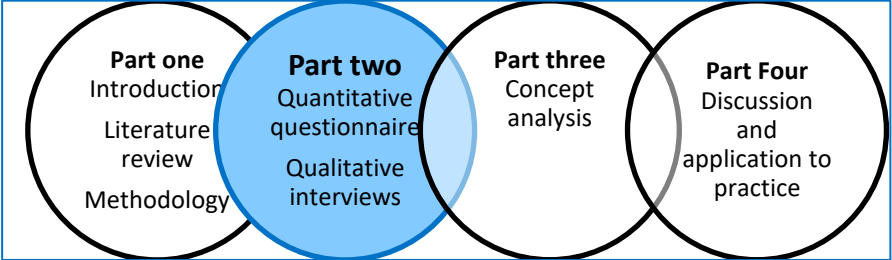 Part one
Introduction
Literature
review
Methodology
Part two
Quantitative
questionnaire
Qualitative
interviews
Part three
Concept
analysis
Part Four
Discussion
and
application to
practice